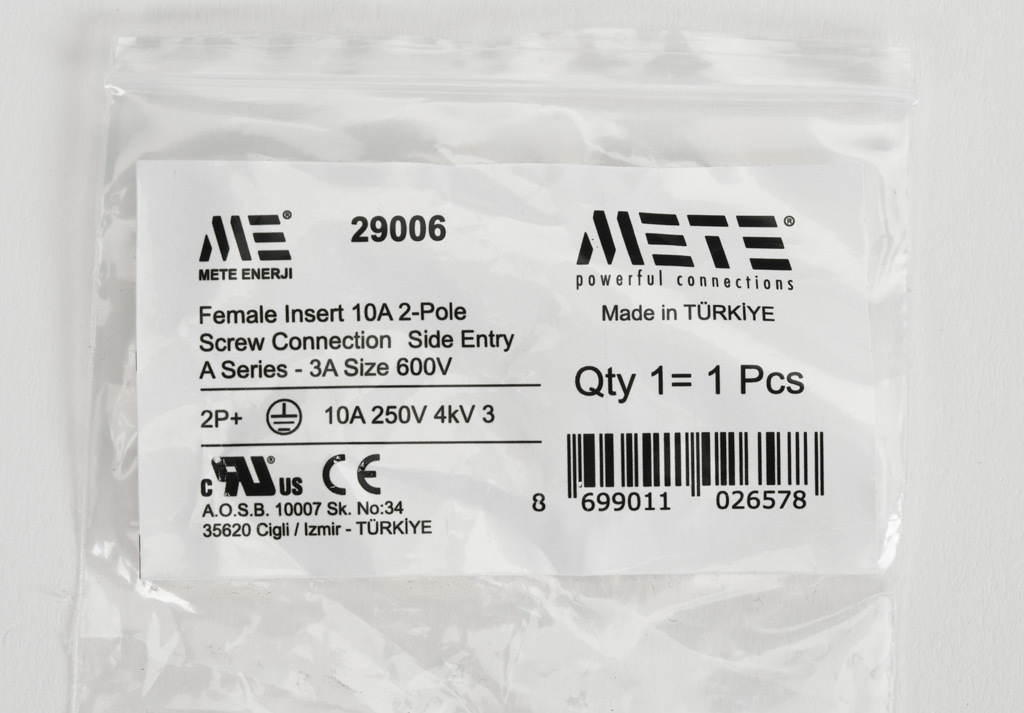 ME®
METE ENERJI
29006
Female Insert 10A 2-Pole
Screw Connection Side Entry
A Series - 3A Size 600V
2P+ 10A 250V 4kV 3
c RU® US CE
A.O.S.B. 10007 Sk. No:34
35620 Cigli / Izmir - TÜRKİYE
METE®
powerful connections
Made in TÜRKİYE
Qty 1= 1 Pcs
8 699011 026578